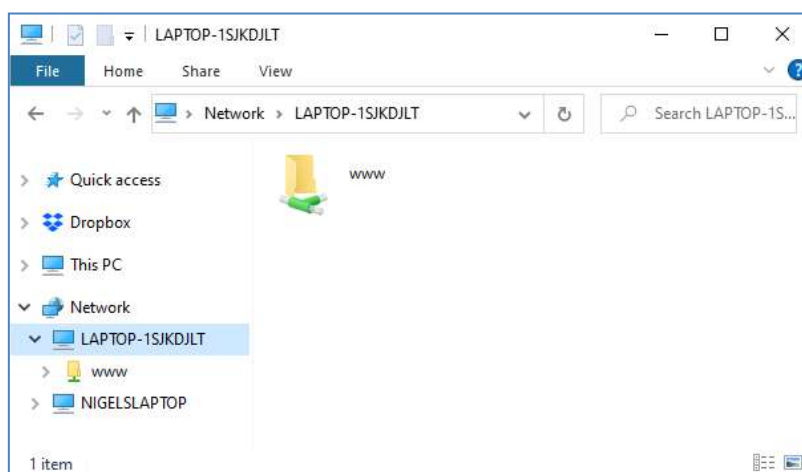 LAPTOP-1SJKDJLT
File Home Share View
Network LAPTOP-1SJKDJLT Search LAPTOP-1S...
Quick access
Dropbox
This PC
Network
LAPTOP-1SJKDJLT
www
NIGELSLAPTOP
www
1 item